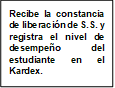 Recibe la constancia
de liberación de S. S. y
registra el nivel de
desempeño del
estudiante en el
Kardex.